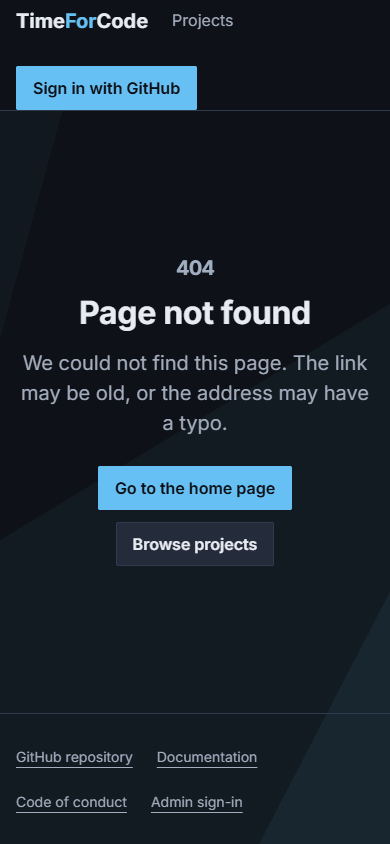 TimeForCode Projects
Sign in with GitHub
404
Page not found
We could not find this page. The link
may be old, or the address may have
a typo.
Go to the home page
Browse projects
GitHub repository Documentation
Code of conduct Admin sign-in